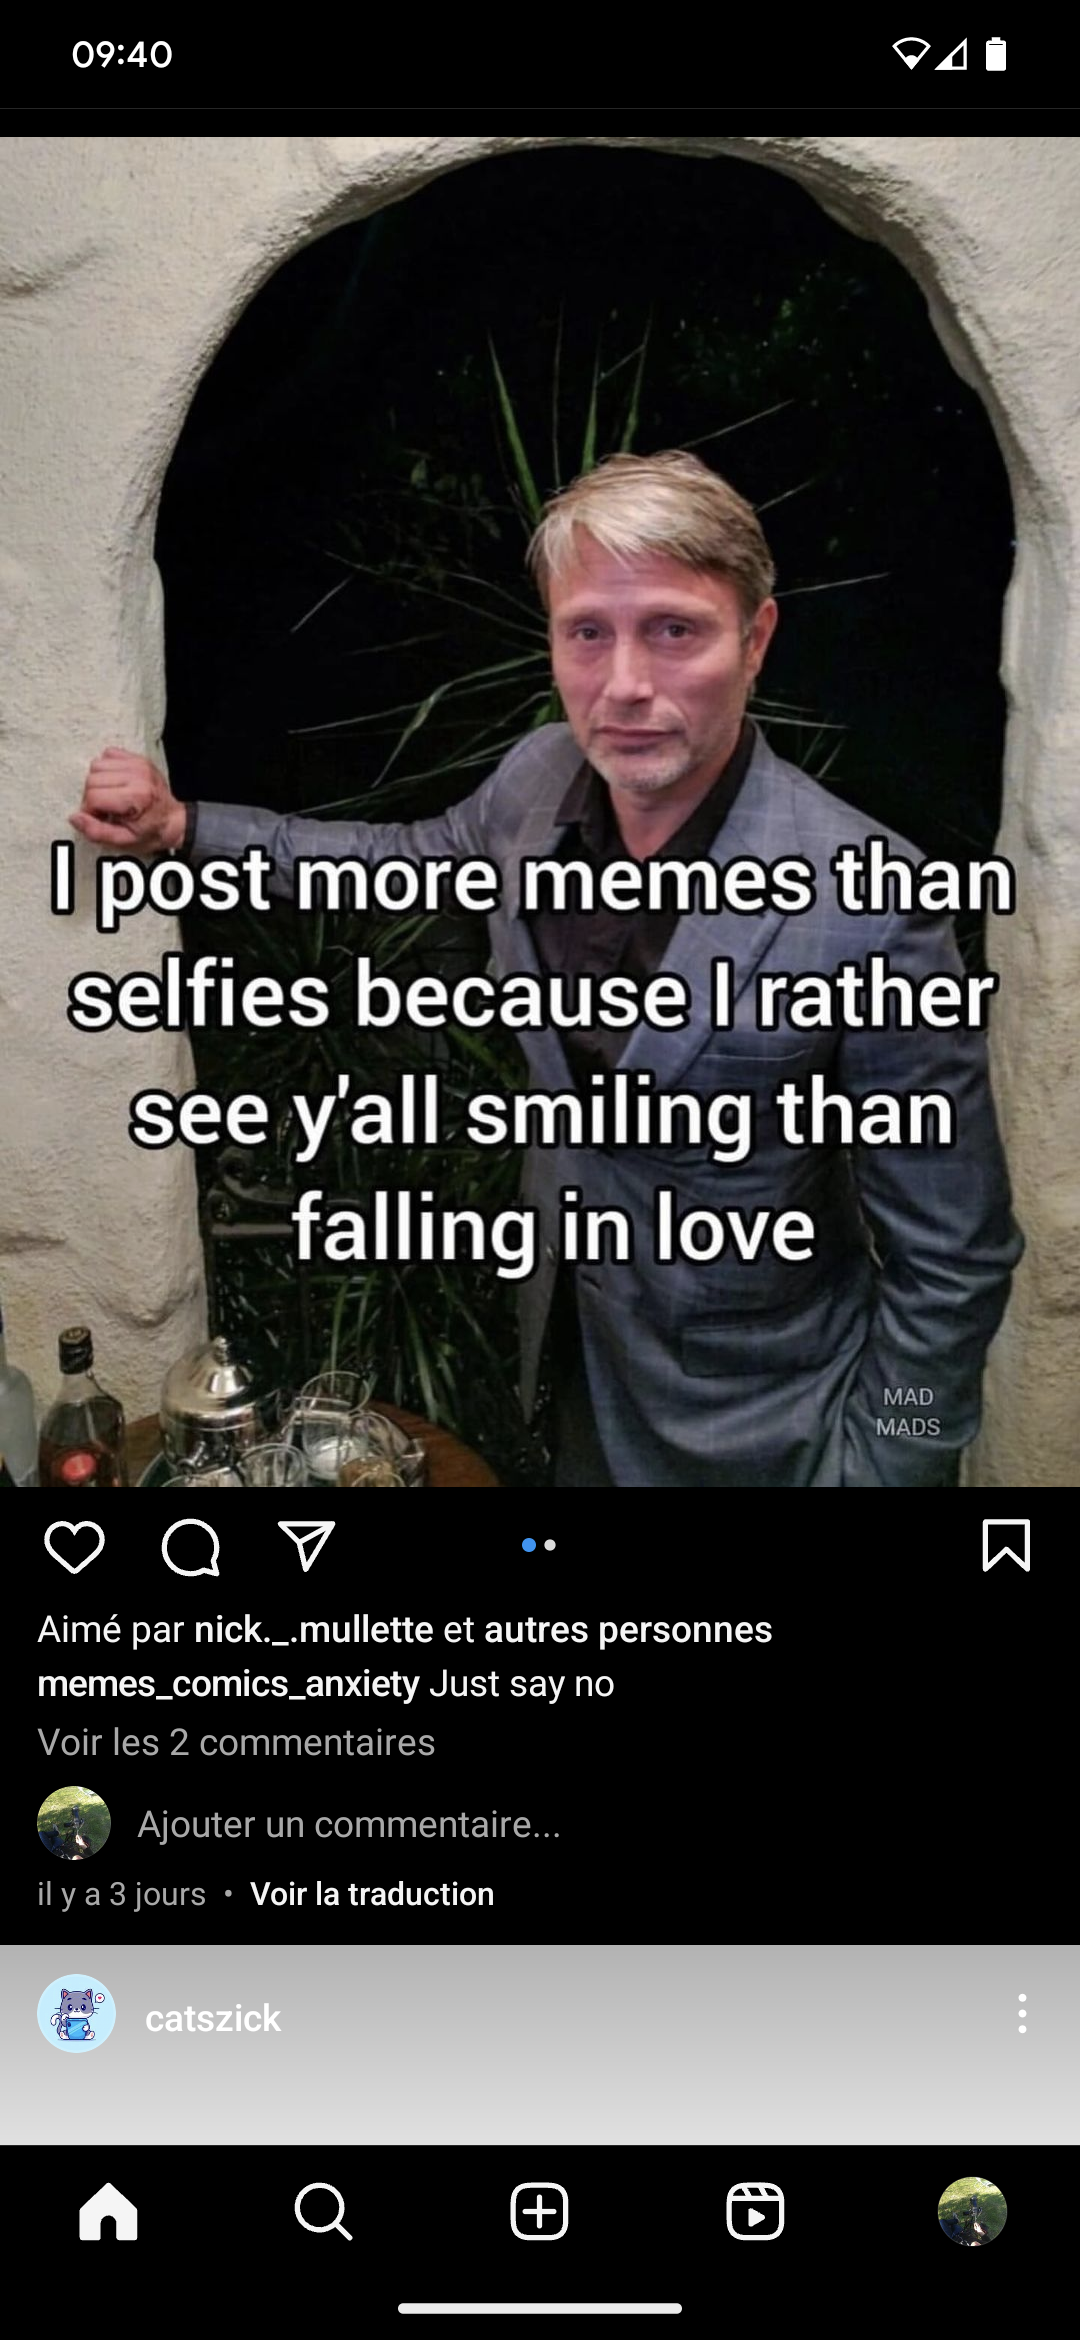 09:40
I post more memes than
selfies because I rather
see y'all smiling than
falling in love
MAD
MADS
Aimé par nick._.mullette et autres personnes
memes_comics_anxiety Just say no
Voir les 2 commentaires
Ajouter un commentaire...
il y a 3 jours • Voir la traduction
catszick